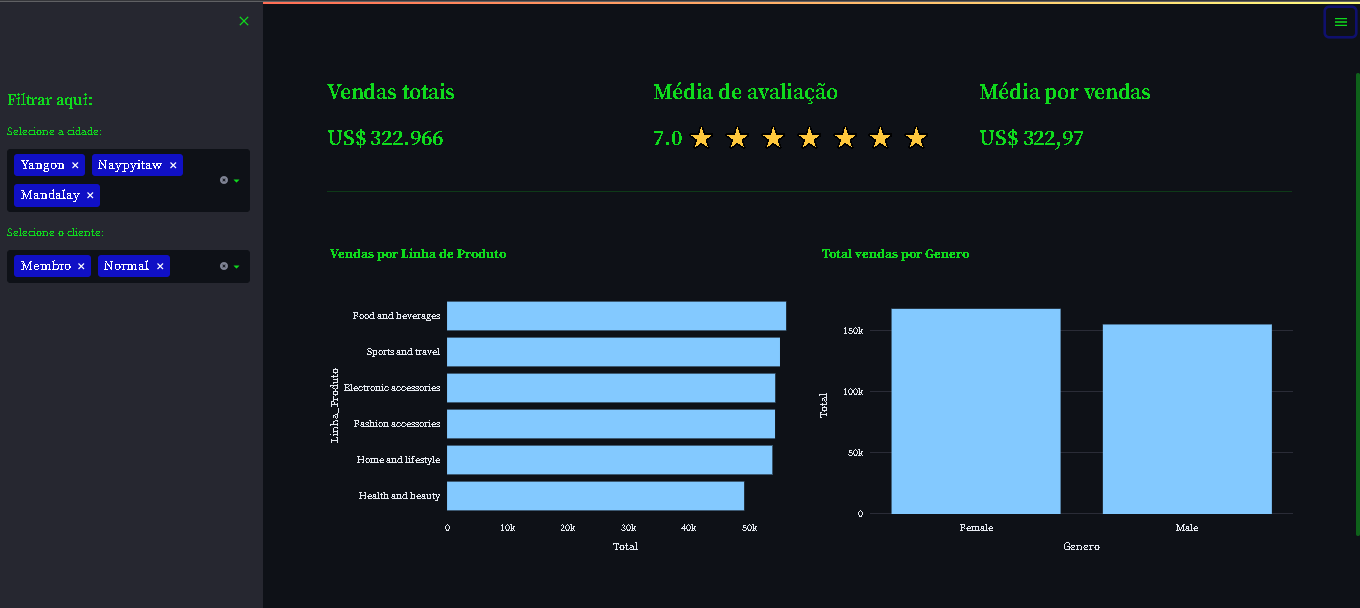 Filtrar aqui:
Selecione a cidade:
Yangon × Naypyitaw ×
Mandalay ×
Selecione o cliente:
Membro × Normal ×
Vendas totais
US$ 322.966
Média de avaliação
7.0
Média por vendas
US$ 322,97
Vendas por Linha de Produto
Linha_Produto
Food and beverages
Sports and travel
Electronic accessories
Fashion accessories
Home and lifestyle
Health and beauty
0 10k 20k 30k 40k 50k
Total
Total vendas por Genero
Total
150k
100k
50k
0
Female Male
Genero